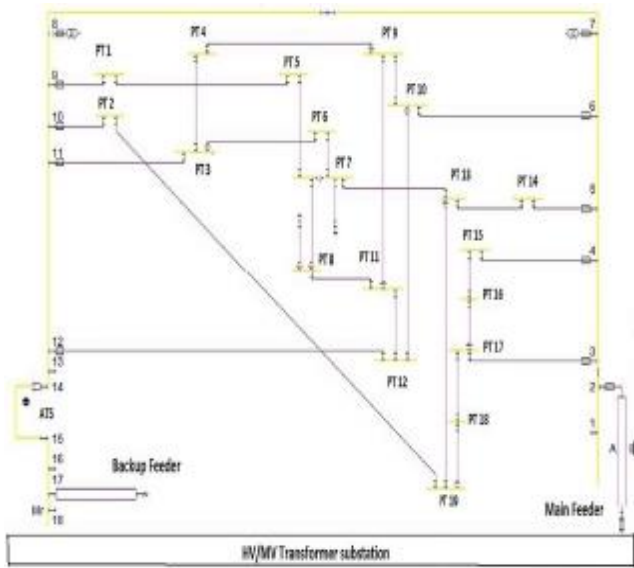 8
7
PT 4
PT 9
PT 1
PT 5
9
PT 10
PT 2
6
10
PT 6
11
PT 3
PT 7
PT 13
PT 14
5
PT 15
4
PT 8
PT 11
PT 16
12
13
PT 17
3
PT 12
14
2
ATS
PT 18
1
15
A
16
Backup Feeder
17
PT 19
Main Feeder
18
HV/MV Transformer substation